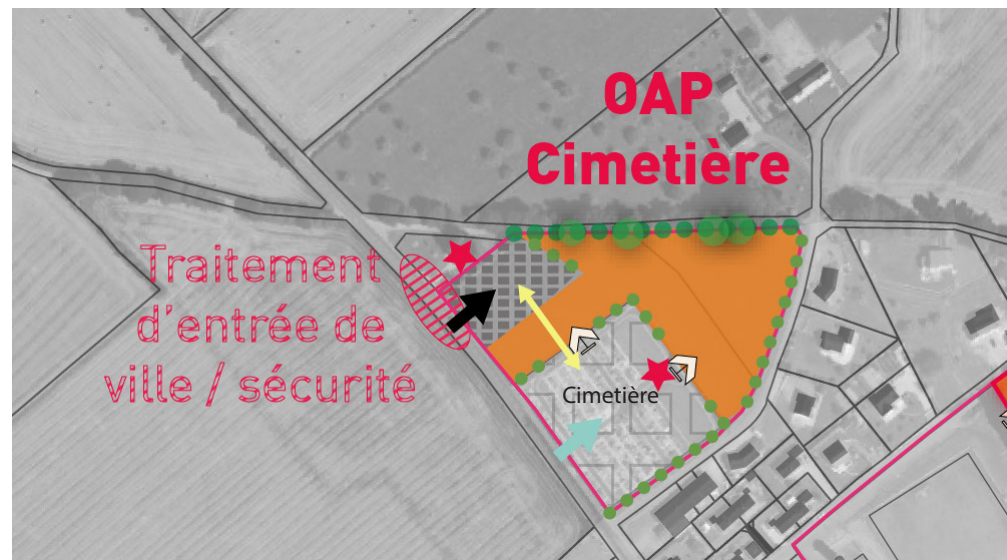 OAP
Cimetière
Traitement
d'entrée de
ville / sécurité
Cimetière